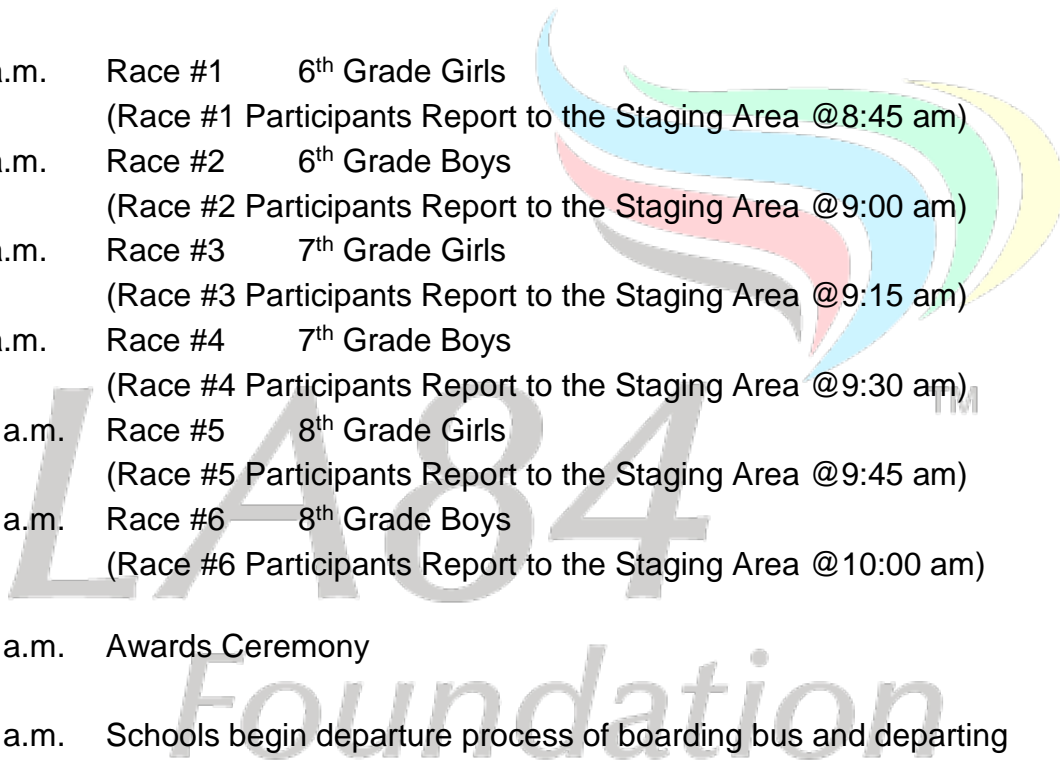 a.m. Race #1 6th Grade Girls
(Race #1 Participants Report to the Staging Area @8:45 am)
a.m. Race #2 6th Grade Boys
(Race #2 Participants Report to the Staging Area @9:00 am)
a.m. Race #3 7th Grade Girls
(Race #3 Participants Report to the Staging Area @9:15 am)
a.m. Race #4 7th Grade Boys
(Race #4 Participants Report to the Staging Area @9:30 am)
a.m. Race #5 8th Grade Girls
(Race #5 Participants Report to the Staging Area @9:45 am)
a.m. Race #6 8th Grade Boys
(Race #6 Participants Report to the Staging Area @10:00 am)
a.m. Awards Ceremony
a.m. Schools begin departure process of boarding bus and departing
LA84 TM
Foundation